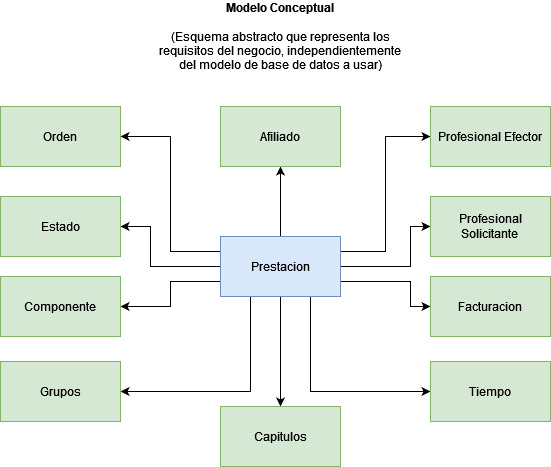 Modelo Conceptual
(Esquema abstracto que representa los
requisitos del negocio, independientemente
del modelo de base de datos a usar)
Orden
Afiliado
Profesional Efector
Estado
Profesional
Solicitante
Prestacion
Componente
Facturacion
Grupos
Tiempo
Capitulos